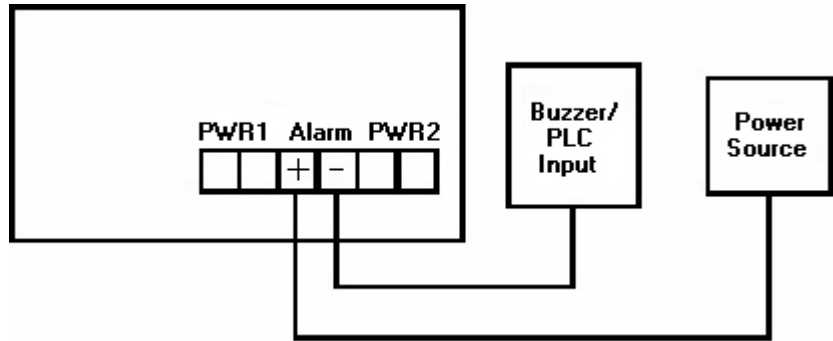 PWR1 Alarm PWR2
+ -
Buzzer/
PLC
Input
Power
Source